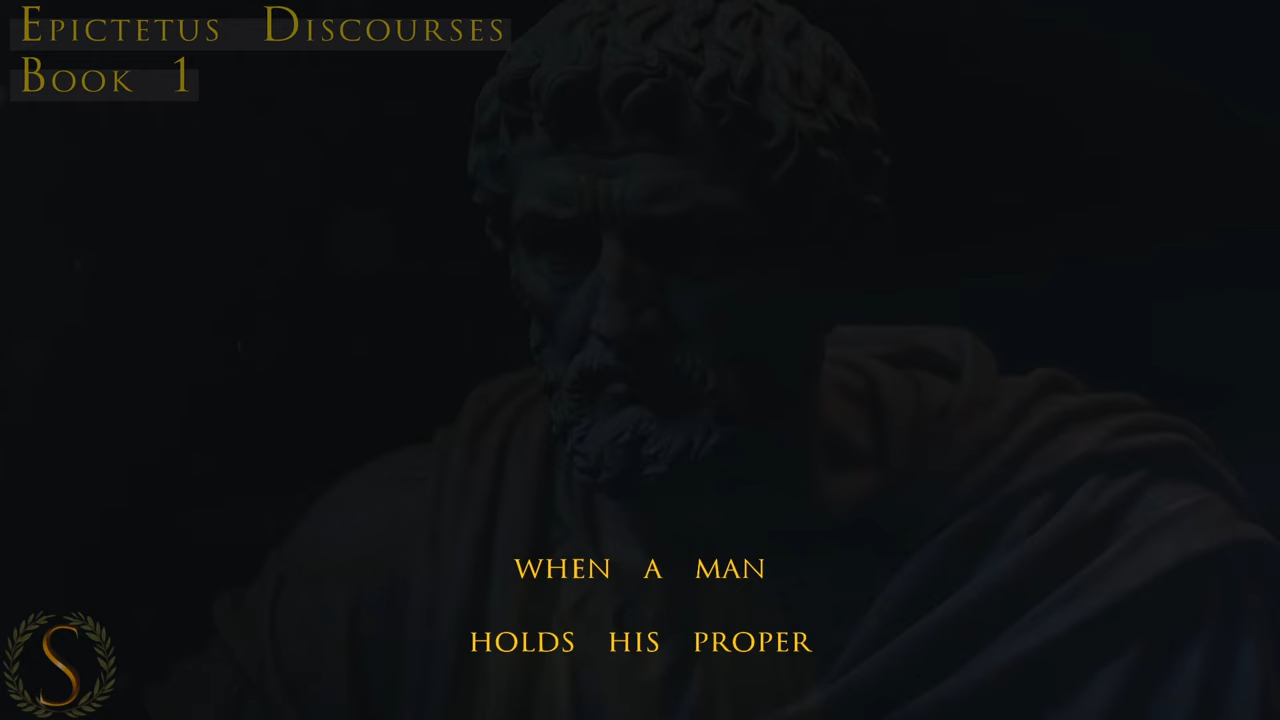 Epictetus Discourses
Book 1
WHEN A MAN
HOLDS HIS PROPER
S